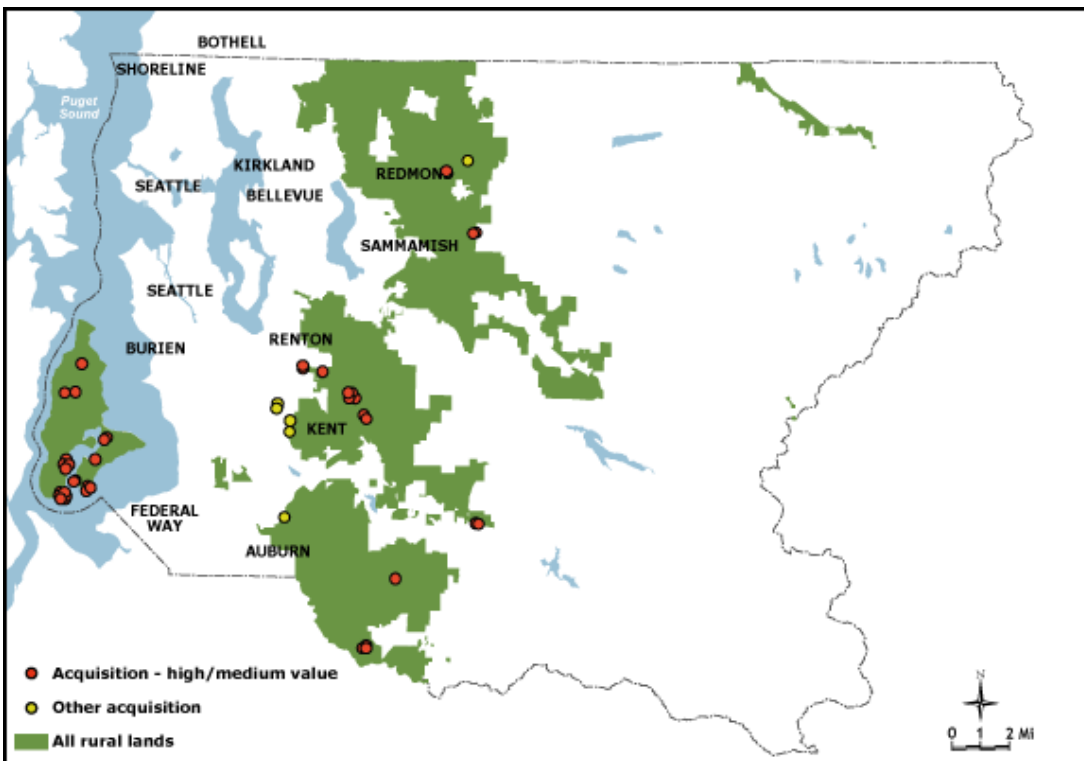 BOTHELL
SHORELINE
Puget
Sound
KIRKLAND
REDMOND
SEATTLE
BELLEVUE
SAMMAMISH
SEATTLE
RENTON
BURIEN
KENT
FEDERAL
WAY
AUBURN
Acquisition - high/medium value
Other acquisition
All rural lands
N
0 1 2 Mi